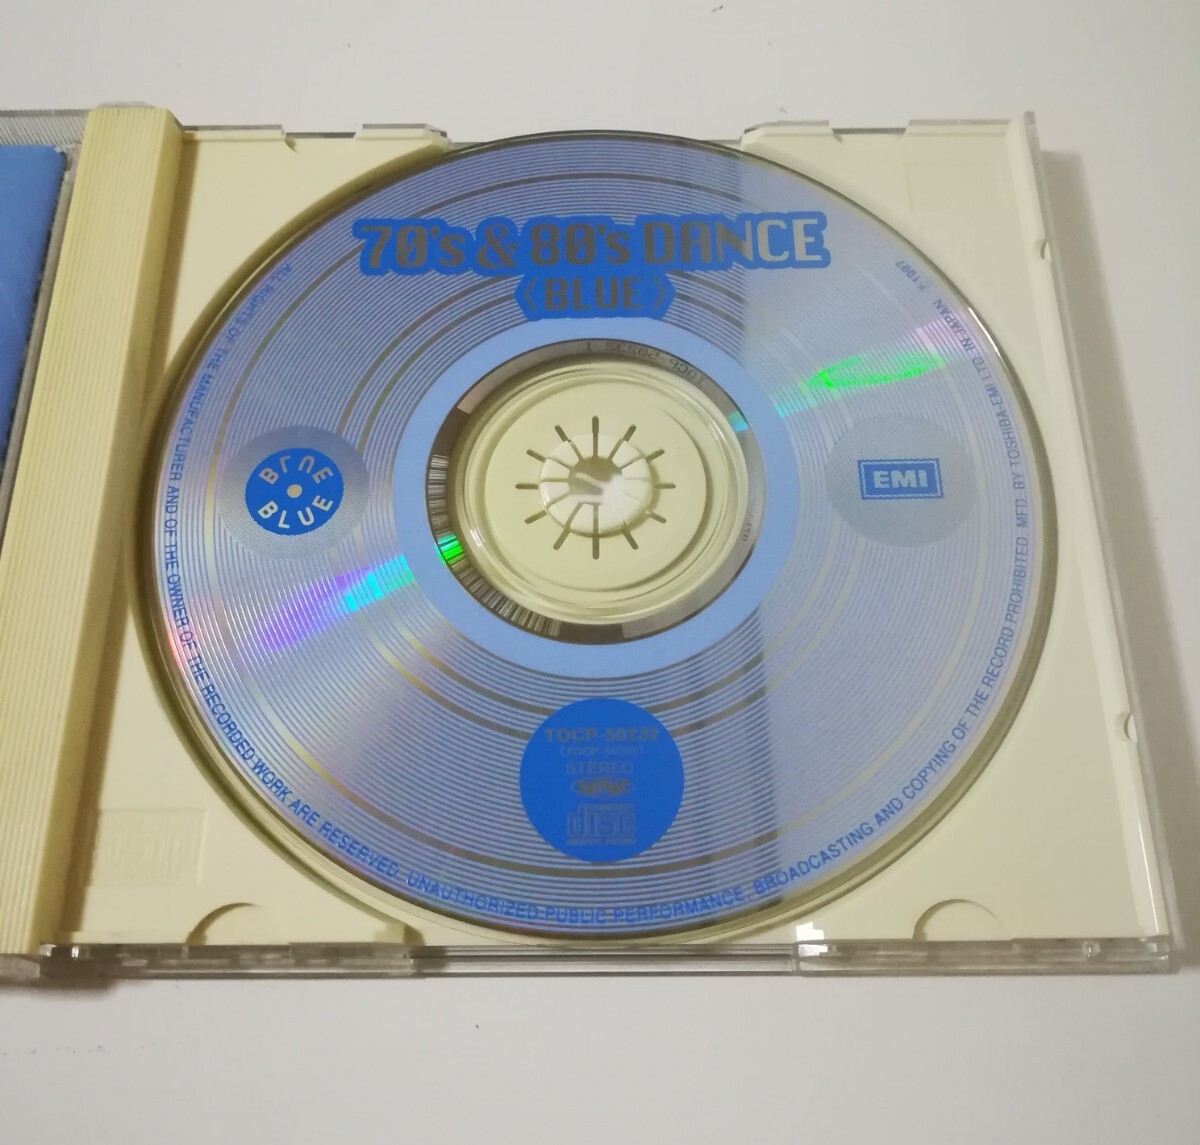 70's & 80's DANCE
〈BLUE〉
BLUE
BLUE
EMI
TOCP-50232
STEREO
disc
ALL RIGHTS OF THE MANUFACTURER AND OF THE OWNER OF THE RECORDED WORK ARE RESERVED. UNAUTHORIZED PUBLIC PERFORMANCE, BROADCASTING AND COPYING OF THE RECORD PROHIBITED. MFD. BY TOSHIBA-EMI LTD IN JAPAN ℗1997